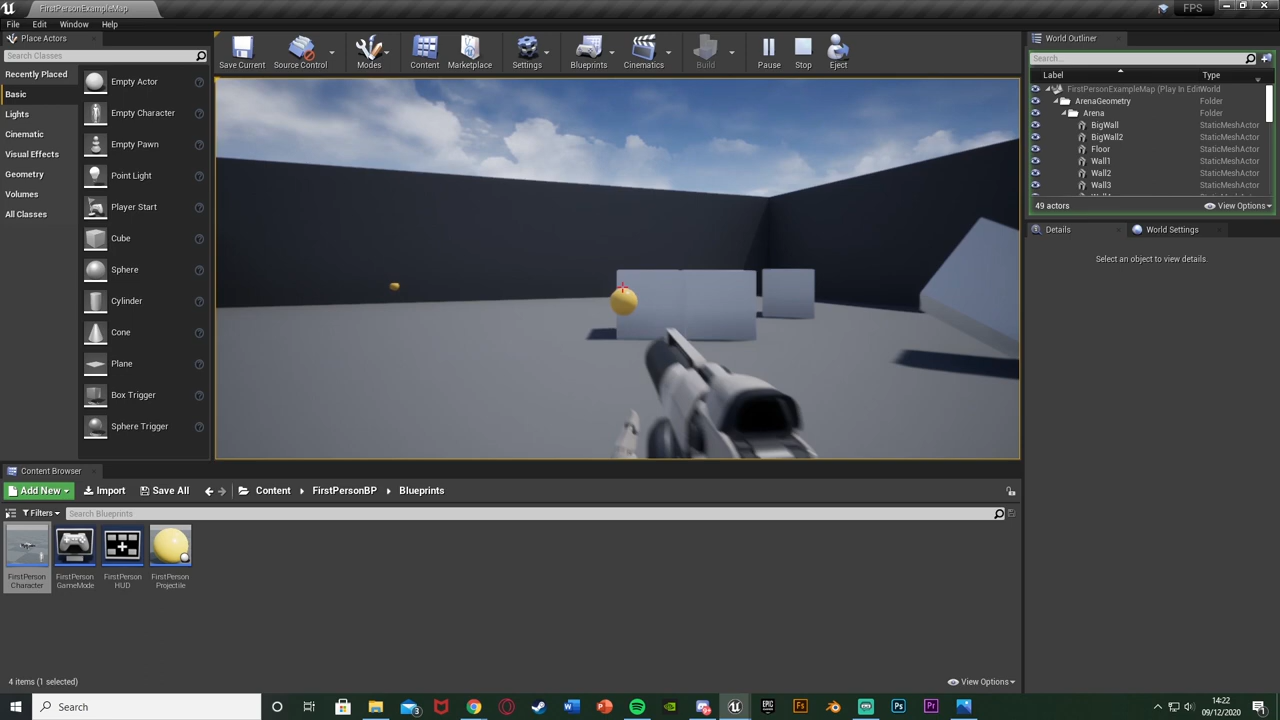 FirstPersonExampleMap
FPS
File Edit Window Help
Place Actors
Search Classes
Recently Placed
Basic
Lights
Cinematic
Visual Effects
Geometry
Volumes
All Classes
Empty Actor
Empty Character
Empty Pawn
Point Light
Player Start
Cube
Sphere
Cylinder
Cone
Plane
Box Trigger
Sphere Trigger
Save Current Source Control Modes Content Marketplace Settings Blueprints Cinematics Build Pause Stop Eject
World Outliner
Search...
Label Type
FirstPersonExampleMap (Play In Edit World
ArenaGeometry Folder
Arena Folder
BigWall StaticMeshActor
BigWall2 StaticMeshActor
Floor StaticMeshActor
Wall1 StaticMeshActor
Wall2 StaticMeshActor
Wall3 StaticMeshActor
49 actors View Options
Details World Settings
Select an object to view details.
Content Browser
Add New Import Save All Content FirstPersonBP Blueprints
Filters Search Blueprints
FirstPerson Character
FirstPerson GameMode
FirstPerson HUD
FirstPerson Projectile
4 items (1 selected) View Options
Search
14:22
09/12/2020